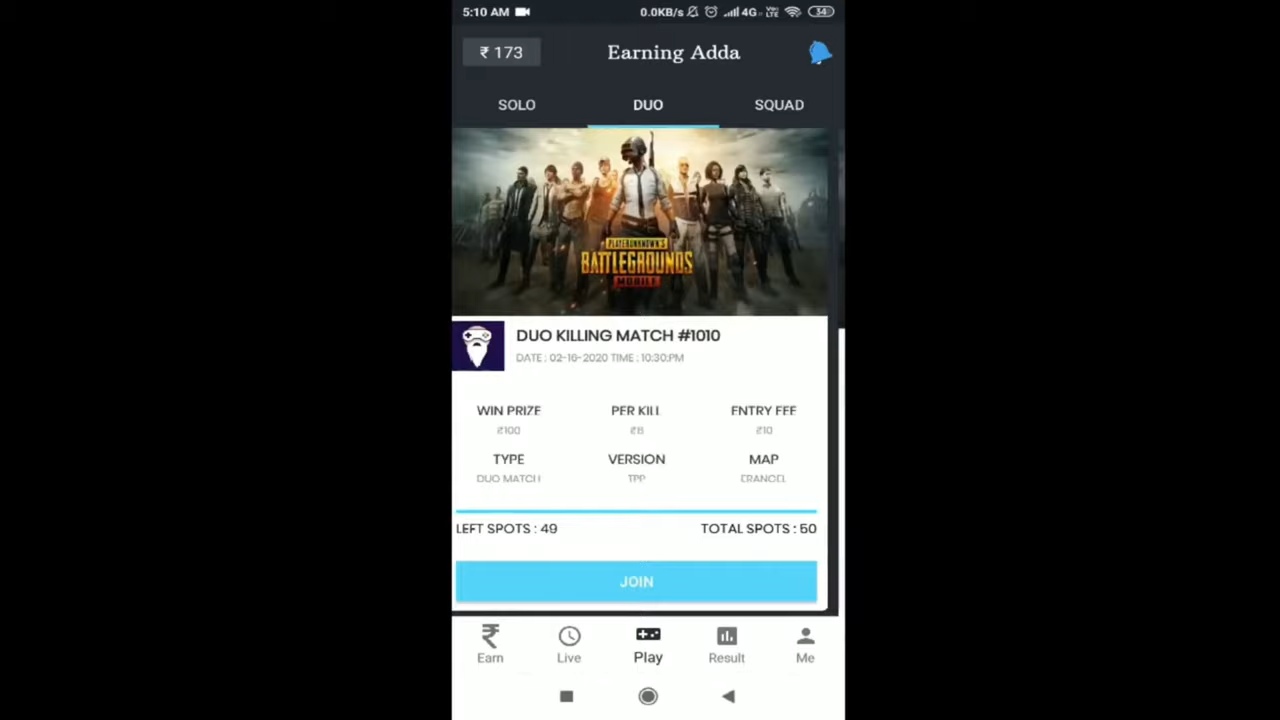 5:10 AM 0.0KB/s 4G Vo LTE 34
₹ 173 Earning Adda
SOLO DUO SQUAD
PLAYERUNKNOWN'S
BATTLEGROUNDS
MOBILE
DUO KILLING MATCH #1010
DATE : 02-16-2020 TIME : 10:30:PM
WIN PRIZE PER KILL ENTRY FEE
₹100 ₹10
TYPE VERSION MAP
DUO MATCH TPP ERANGEL
LEFT SPOTS : 49 TOTAL SPOTS : 50
JOIN
Earn Live Play Result Me